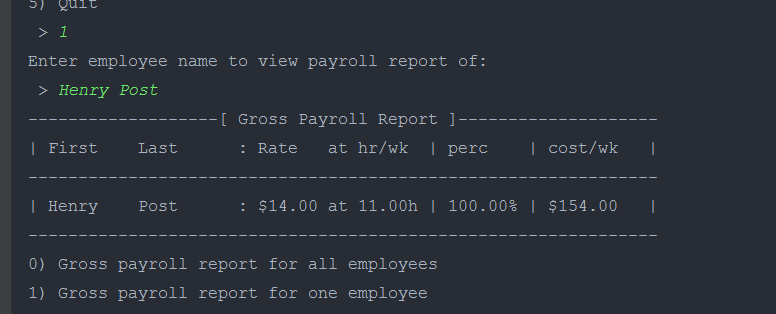 5) Quit
> 1
Enter employee name to view payroll report of:
> Henry Post
-------------------[ Gross Payroll Report ]--------------------
| First    Last      : Rate   at hr/wk  | perc    | cost/wk   |
---------------------------------------------------------------
| Henry    Post      : $14.00 at 11.00h | 100.00% | $154.00   |
---------------------------------------------------------------
0) Gross payroll report for all employees
1) Gross payroll report for one employee